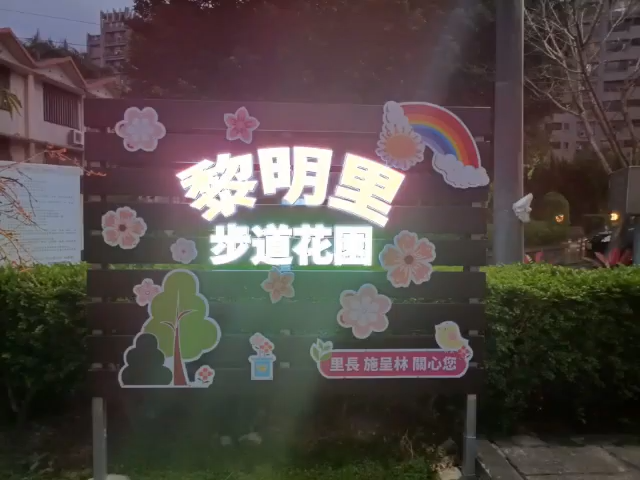 黎明里
步道花園
里長 施呈林 關心您